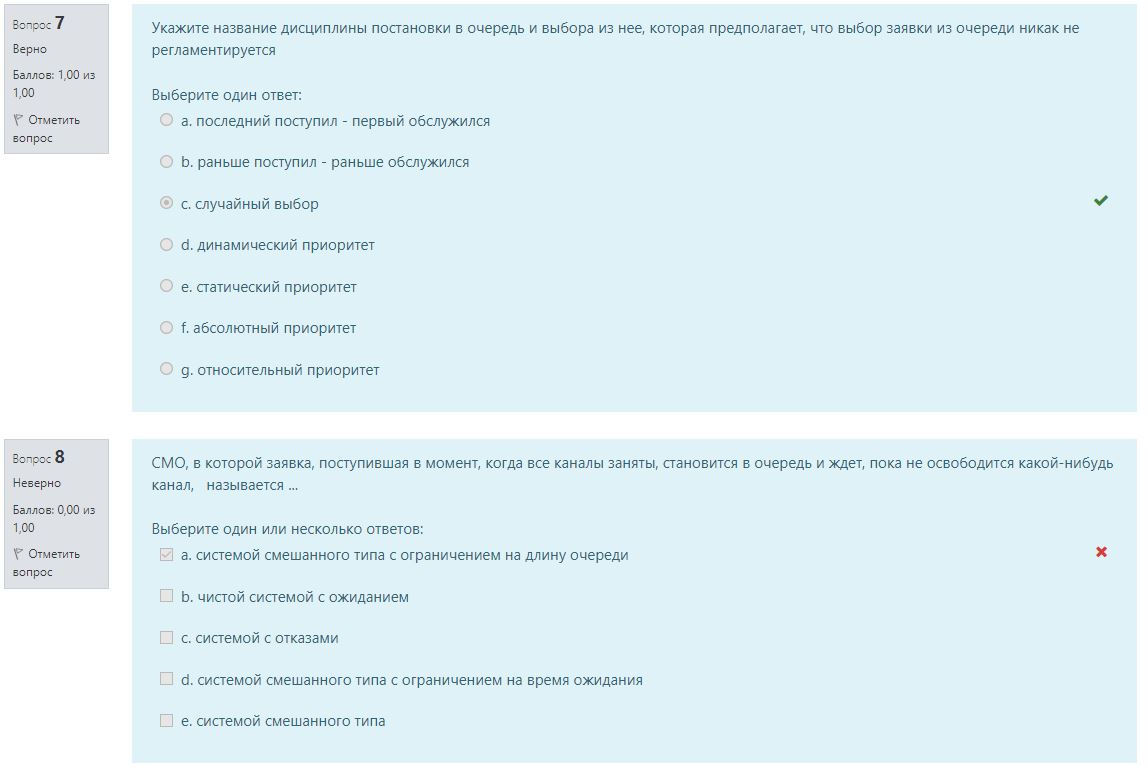 Вопрос 7
Верно
Баллов: 1,00 из
1,00
Отметить
вопрос
Укажите название дисциплины постановки в очередь и выбора из нее, которая предполагает, что выбор заявки из очереди никак не
регламентируется
Выберите один ответ:
a. последний поступил - первый обслужился
b. раньше поступил - раньше обслужился
c. случайный выбор
d. динамический приоритет
e. статический приоритет
f. абсолютный приоритет
g. относительный приоритет
Вопрос 8
Неверно
Баллов: 0,00 из
1,00
Отметить
вопрос
СМО, в которой заявка, поступившая в момент, когда все каналы заняты, становится в очередь и ждет, пока не освободится какой-нибудь
канал, называется ...
Выберите один или несколько ответов:
a. системой смешанного типа с ограничением на длину очереди
b. чистой системой с ожиданием
c. системой с отказами
d. системой смешанного типа с ограничением на время ожидания
e. системой смешанного типа